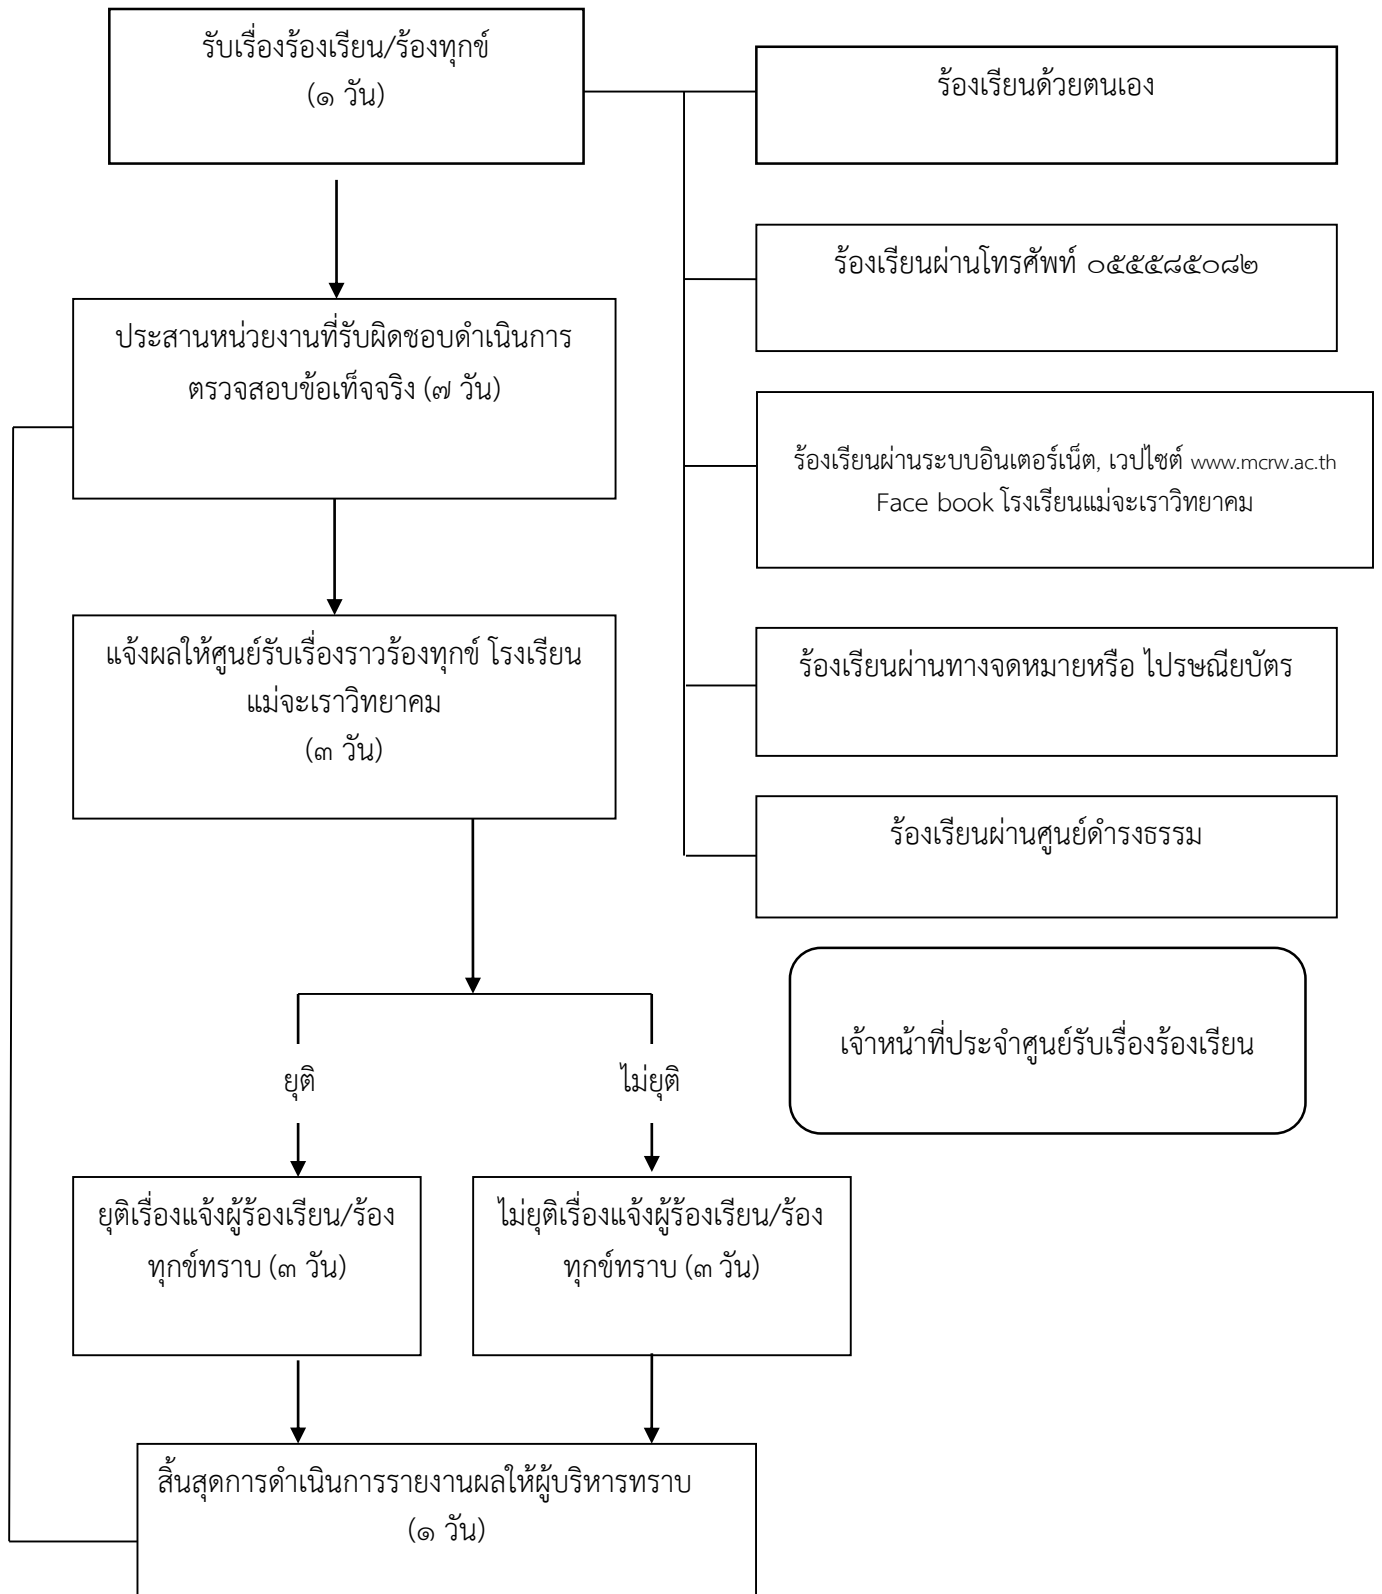 รับเรื่องร้องเรียน/ร้องทุกข์
(๑ วัน)
ร้องเรียนด้วยตนเอง
ร้องเรียนผ่านโทรศัพท์ ๐๕๕๕๘๕๐๘๒
ประสานหน่วยงานที่รับผิดชอบดำเนินการ
ตรวจสอบข้อเท็จจริง (๗ วัน)
ร้องเรียนผ่านระบบอินเตอร์เน็ต, เวปไซต์ www.mcrw.ac.th
Face book โรงเรียนแม่จะเราวิทยาคม
แจ้งผลให้ศูนย์รับเรื่องราวร้องทุกข์ โรงเรียน
แม่จะเราวิทยาคม
(๓ วัน)
ร้องเรียนผ่านทางจดหมายหรือ ไปรษณียบัตร
ร้องเรียนผ่านศูนย์ดำรงธรรม
เจ้าหน้าที่ประจำศูนย์รับเรื่องร้องเรียน
ยุติ
ไม่ยุติ
ยุติเรื่องแจ้งผู้ร้องเรียน/ร้อง
ทุกข์ทราบ (๓ วัน)
ไม่ยุติเรื่องแจ้งผู้ร้องเรียน/ร้อง
ทุกข์ทราบ (๓ วัน)
สิ้นสุดการดำเนินการรายงานผลให้ผู้บริหารทราบ
(๑ วัน)